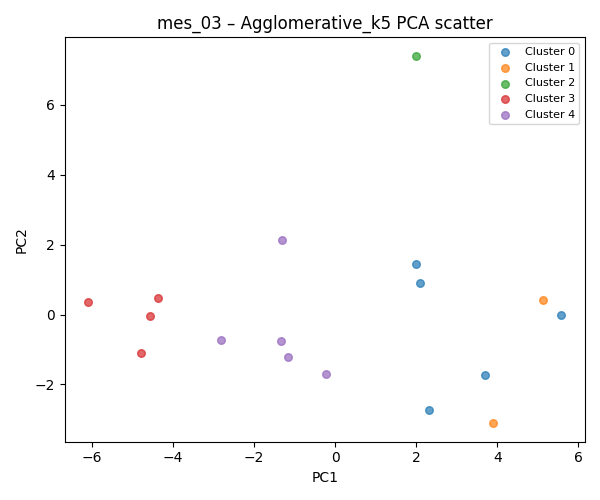 mes_03 – Agglomerative_k5 PCA scatter
Cluster 0
Cluster 1
Cluster 2
Cluster 3
Cluster 4
PC2
6
4
2
0
−2
−6 −4 −2 0 2 4 6
PC1